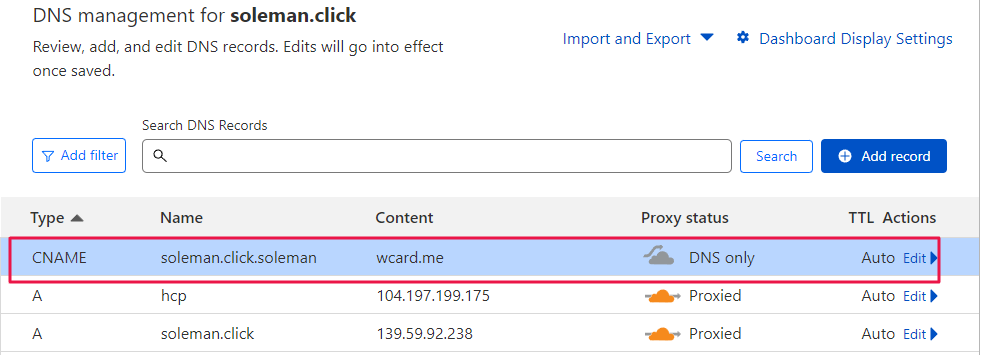 DNS management for soleman.click
Review, add, and edit DNS records. Edits will go into effect
once saved.
Import and Export
Dashboard Display Settings
Search DNS Records
Add filter
Search
Add record
Type Name Content Proxy status TTL Actions
CNAME soleman.click.soleman wcard.me DNS only Auto Edit
A hcp 104.197.199.175 Proxied Auto Edit
A soleman.click 139.59.92.238 Proxied Auto Edit